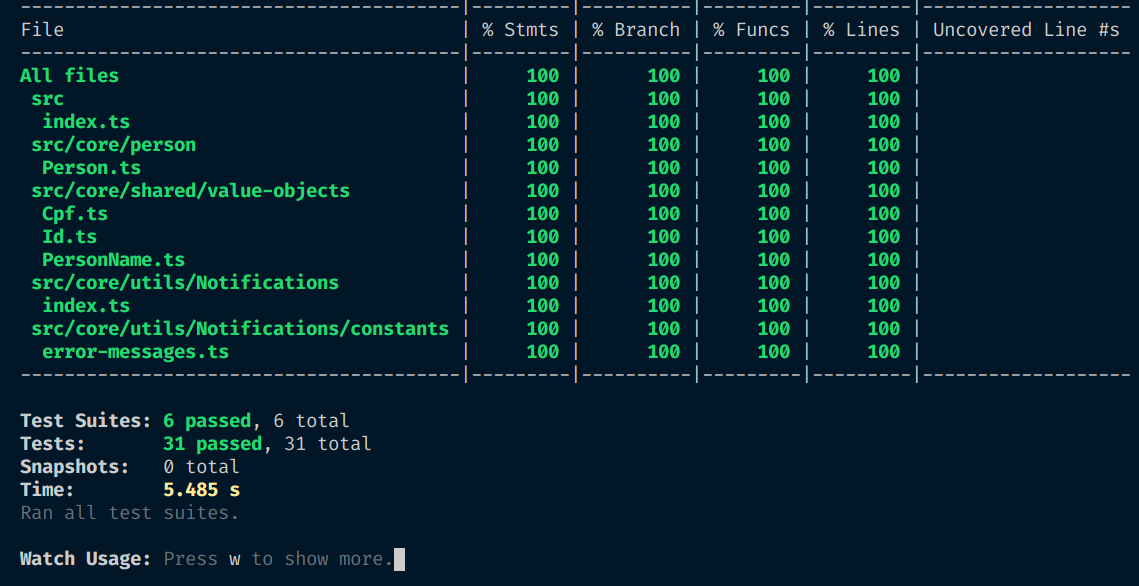 ----------------------------------------|---------|----------|---------|---------|-------------------
File                                    | % Stmts | % Branch | % Funcs | % Lines | Uncovered Line #s
----------------------------------------|---------|----------|---------|---------|-------------------
All files                               |     100 |      100 |     100 |     100 |
 src                                    |     100 |      100 |     100 |     100 |
  index.ts                              |     100 |      100 |     100 |     100 |
 src/core/person                        |     100 |      100 |     100 |     100 |
  Person.ts                             |     100 |      100 |     100 |     100 |
 src/core/shared/value-objects          |     100 |      100 |     100 |     100 |
  Cpf.ts                                |     100 |      100 |     100 |     100 |
  Id.ts                                 |     100 |      100 |     100 |     100 |
  PersonName.ts                         |     100 |      100 |     100 |     100 |
 src/core/utils/Notifications           |     100 |      100 |     100 |     100 |
  index.ts                              |     100 |      100 |     100 |     100 |
 src/core/utils/Notifications/constants |     100 |      100 |     100 |     100 |
  error-messages.ts                     |     100 |      100 |     100 |     100 |
----------------------------------------|---------|----------|---------|---------|-------------------
Test Suites: 6 passed, 6 total
Tests:       31 passed, 31 total
Snapshots:   0 total
Time:        5.485 s
Ran all test suites.
Watch Usage: Press w to show more.